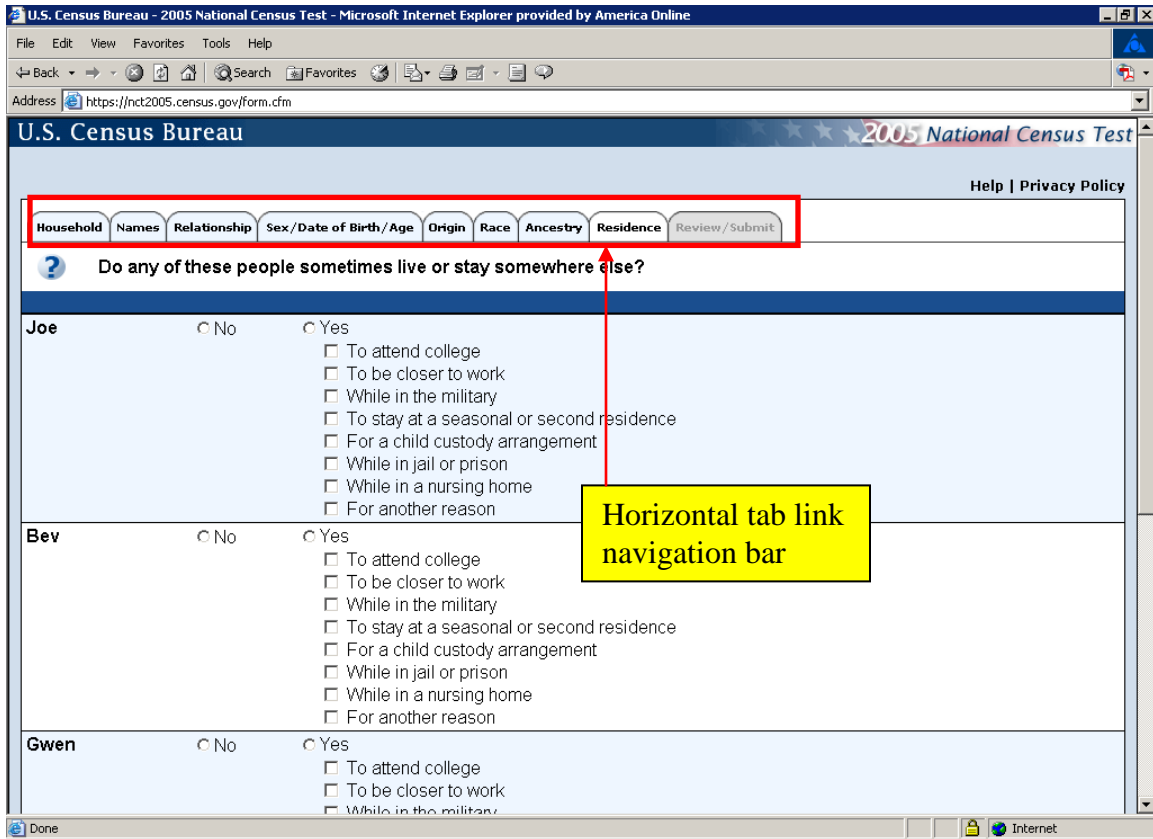 U.S. Census Bureau - 2005 National Census Test - Microsoft Internet Explorer provided by America Online
File Edit View Favorites Tools Help
Back Search Favorites
Address https://nct2005.census.gov/form.cfm
U.S. Census Bureau 2005 National Census Test
Help | Privacy Policy
Household Names Relationship Sex/Date of Birth/Age Origin Race Ancestry Residence Review/Submit
? Do any of these people sometimes live or stay somewhere else?
Joe No Yes
To attend college
To be closer to work
While in the military
To stay at a seasonal or second residence
For a child custody arrangement
While in jail or prison
While in a nursing home
For another reason
Horizontal tab link
navigation bar
Bev No Yes
To attend college
To be closer to work
While in the military
To stay at a seasonal or second residence
For a child custody arrangement
While in jail or prison
While in a nursing home
For another reason
Gwen No Yes
To attend college
To be closer to work
While in the military
Done Internet